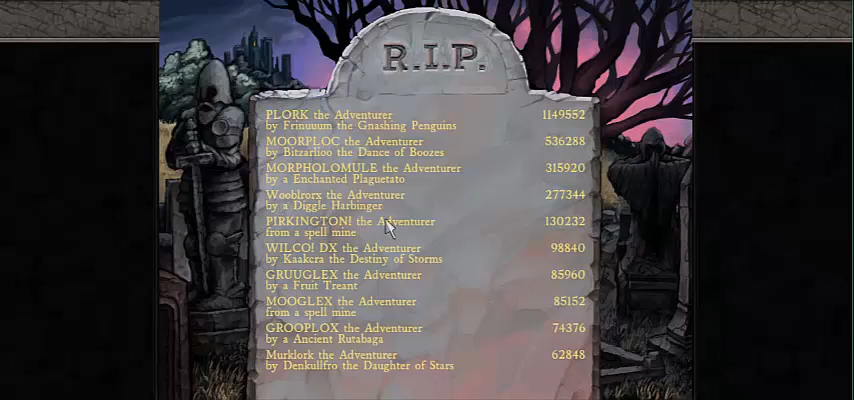 R.I.P.
PLORK the Adventurer 1149552
by Frinuuum the Gnashing Penguins
MOORPLOC the Adventurer 536288
by Bitzarlioo the Dance of Boozes
MORPHOLOMULE the Adventurer 315920
by a Enchanted Plaguetato
Wooblrorx the Adventurer 277344
by a Diggle Harbinger
PIRKINGTON! the Adventurer 130232
from a spell mine
WILCO! DX the Adventurer 98840
by Kaakcra the Destiny of Storms
GRUUGLEX the Adventurer 85960
by a Fruit Treant
MOOGLEX the Adventurer 85152
from a spell mine
GROOPLOX the Adventurer 74376
by a Ancient Rutabaga
Murklork the Adventurer 62848
by Denkullfro the Daughter of Stars